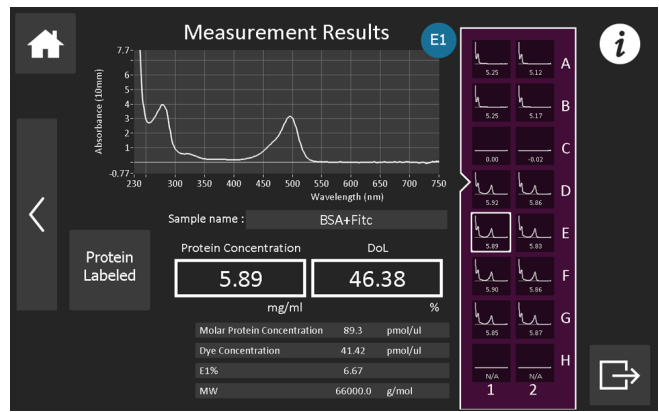 Measurement Results
E1
i
7.7
6
5
4
3
2
1
-0.77
Absorbance (10mm)
230 300 350 400 450 500 550 600 650 700 750
Wavelength (nm)
Sample name : BSA+Fitc
Protein Labeled
Protein Concentration DoL
5.89 46.38
mg/ml %
Molar Protein Concentration 89.3 pmol/ul
Dye Concentration 41.42 pmol/ul
E1% 6.67
MW 66000.0 g/mol
5.25 5.12 A
5.25 5.17 B
0.00 -0.02 C
5.92 5.86 D
5.89 5.83 E
5.90 5.86 F
5.85 5.87 G
N/A N/A H
1 2